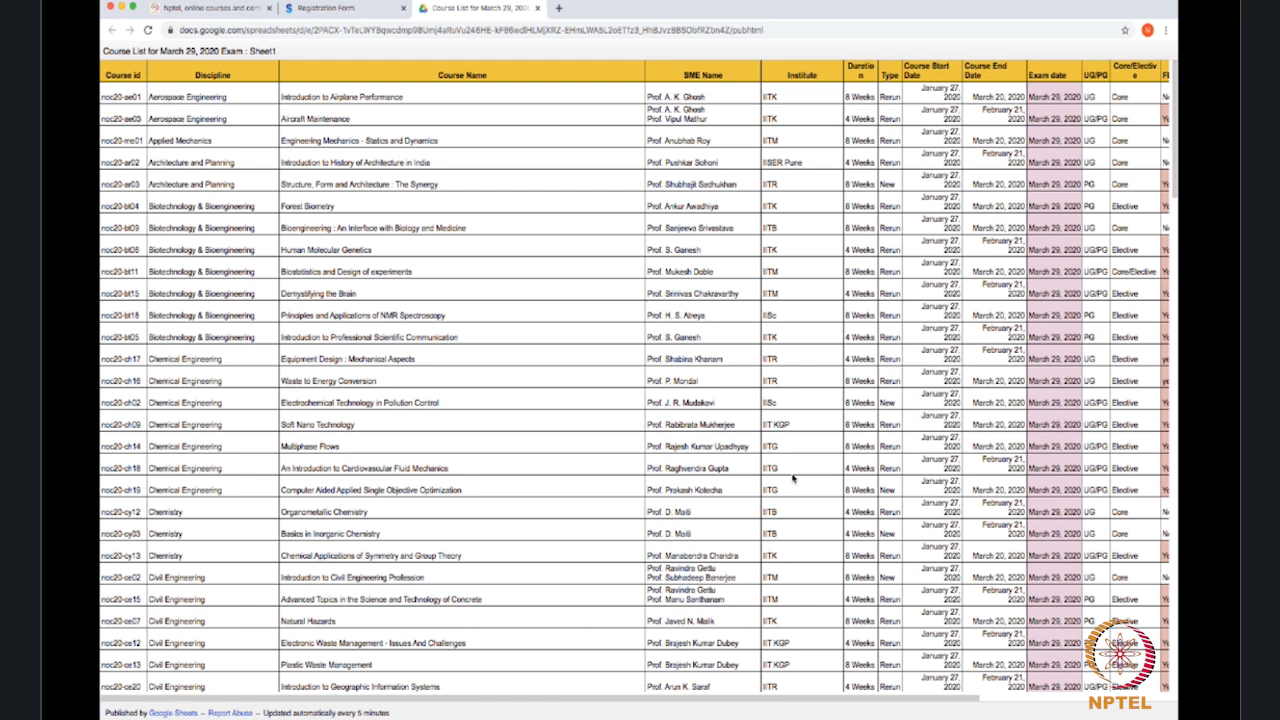 Nptel, online courses and cert
Registration Form
Course List for March 29, 2020
docs.google.com/spreadsheets/d/e/2PACX-1vTeLWY8qwcdmp98Umj4aRuVu246HE-kF86wdHLMjXRZ-EHmLWA5L2oETfz3_HhBJvzBBSObfRZbn4Z/pubhtml
Course List for March 29, 2020 Exam : Sheet1
Course id Discipline Course Name SME Name Institute Duration Type Course Start Date Course End Date Exam date UG/PG Core/Elective
noc20-ae01 Aerospace Engineering Introduction to Airplane Performance Prof. A. K. Ghosh IITK 8 Weeks Rerun January 27, 2020 March 20, 2020 March 29, 2020 UG Core
noc20-ae03 Aerospace Engineering Aircraft Maintenance Prof. A. K. Ghosh Prof. Vipul Mathur IITK 4 Weeks Rerun January 27, 2020 February 21, 2020 March 29, 2020 UG/PG Core
noc20-me01 Applied Mechanics Engineering Mechanics - Statics and Dynamics Prof. Anubhab Roy IITM 8 Weeks Rerun January 27, 2020 March 20, 2020 March 29, 2020 UG Core
noc20-ar02 Architecture and Planning Introduction to History of Architecture in India Prof. Pushkar Sohoni IISER Pune 4 Weeks Rerun January 27, 2020 February 21, 2020 March 29, 2020 UG Core
noc20-ar03 Architecture and Planning Structure, Form and Architecture : The Synergy Prof. Shubhajit Sadhukhan IITR 8 Weeks New January 27, 2020 March 20, 2020 March 29, 2020 PG Core
noc20-bt04 Biotechnology & Bioengineering Forest Biometry Prof. Ankur Awadhiya IITK 8 Weeks Rerun January 27, 2020 March 20, 2020 March 29, 2020 PG Elective
noc20-bt09 Biotechnology & Bioengineering Bioengineering : An Interface with Biology and Medicine Prof. Sanjeeva Srivastava IITB 8 Weeks Rerun January 27, 2020 March 20, 2020 March 29, 2020 UG Elective
noc20-bt08 Biotechnology & Bioengineering Human Molecular Genetics Prof. S. Ganesh IITK 4 Weeks Rerun January 27, 2020 February 21, 2020 March 29, 2020 UG/PG Elective
noc20-bt11 Biotechnology & Bioengineering Biostatistics and Design of experiments Prof. Mukesh Doble IITM 8 Weeks Rerun January 27, 2020 March 20, 2020 March 29, 2020 UG/PG Core/Elective
noc20-bt15 Biotechnology & Bioengineering Demystifying the Brain Prof. Srinivas Chakravarthy IITM 4 Weeks Rerun January 27, 2020 February 21, 2020 March 29, 2020 UG/PG Elective
noc20-bt18 Biotechnology & Bioengineering Principles and Applications of NMR Spectroscopy Prof. H. S. Atreya IISc 8 Weeks Rerun January 27, 2020 March 20, 2020 March 29, 2020 PG Elective
noc20-bt05 Biotechnology & Bioengineering Introduction to Professional Scientific Communication Prof. S. Ganesh IITK 4 Weeks Rerun January 27, 2020 February 21, 2020 March 29, 2020 PG Elective
noc20-ch17 Chemical Engineering Equipment Design : Mechanical Aspects Prof. Shabina Khanam IITR 4 Weeks Rerun January 27, 2020 February 21, 2020 March 29, 2020 UG Elective
noc20-ch16 Chemical Engineering Waste to Energy Conversion Prof. P. Mondal IITR 8 Weeks Rerun January 27, 2020 March 20, 2020 March 29, 2020 UG Elective
noc20-ch02 Chemical Engineering Electrochemical Technology in Pollution Control Prof. J. R. Mudakavi IISc 8 Weeks New January 27, 2020 March 20, 2020 March 29, 2020 UG/PG Elective
noc20-ch09 Chemical Engineering Soft Nano Technology Prof. Rabibrata Mukherjee IIT KGP 8 Weeks Rerun January 27, 2020 March 20, 2020 March 29, 2020 UG/PG Elective
noc20-ch14 Chemical Engineering Multiphase Flows Prof. Rajesh Kumar Upadhyay IITG 8 Weeks Rerun January 27, 2020 March 20, 2020 March 29, 2020 UG/PG Elective
noc20-ch18 Chemical Engineering An Introduction to Cardiovascular Fluid Mechanics Prof. Raghvendra Gupta IITG 4 Weeks Rerun January 27, 2020 February 21, 2020 March 29, 2020 UG/PG Elective
noc20-ch19 Chemical Engineering Computer Aided Applied Single Objective Optimization Prof. Prakash Kotecha IITG 8 Weeks New January 27, 2020 March 20, 2020 March 29, 2020 UG/PG Elective
noc20-cy12 Chemistry Organometallic Chemistry Prof. D. Maiti IITB 4 Weeks Rerun January 27, 2020 February 21, 2020 March 29, 2020 UG Core
noc20-cy03 Chemistry Basics in Inorganic Chemistry Prof. D. Maiti IITB 4 Weeks New January 27, 2020 February 21, 2020 March 29, 2020 UG Core
noc20-cy13 Chemistry Chemical Applications of Symmetry and Group Theory Prof. Manabendra Chandra IITK 8 Weeks Rerun January 27, 2020 March 20, 2020 March 29, 2020 UG/PG Elective
noc20-ce02 Civil Engineering Introduction to Civil Engineering Profession Prof. Ravindra Gettu Prof. Subhadeep Banerjee IITM 8 Weeks New January 27, 2020 March 20, 2020 March 29, 2020 UG Core
noc20-ce15 Civil Engineering Advanced Topics in the Science and Technology of Concrete Prof. Ravindra Gettu Prof. Manu Santhanam IITM 4 Weeks Rerun January 27, 2020 February 21, 2020 March 29, 2020 PG Elective
noc20-ce07 Civil Engineering Natural Hazards Prof. Javed N. Malik IITK 8 Weeks Rerun January 27, 2020 March 20, 2020 March 29, 2020 PG
noc20-ce12 Civil Engineering Electronic Waste Management - Issues And Challenges Prof. Brajesh Kumar Dubey IIT KGP 4 Weeks Rerun January 27, 2020 February 21, 2020 March 29, 2020
noc20-ce13 Civil Engineering Plastic Waste Management Prof. Brajesh Kumar Dubey IIT KGP 8 Weeks Rerun January 27, 2020 March 20, 2020 March 29, 2020
noc20-ce20 Civil Engineering Introduction to Geographic Information Systems Prof. Arun K. Saraf IITR 4 Weeks Rerun January 27, 2020 February 21, 2020 March 29, 2020 UG/PG Elective
Published by Google Sheets – Report Abuse – Updated automatically every 5 minutes
NPTEL